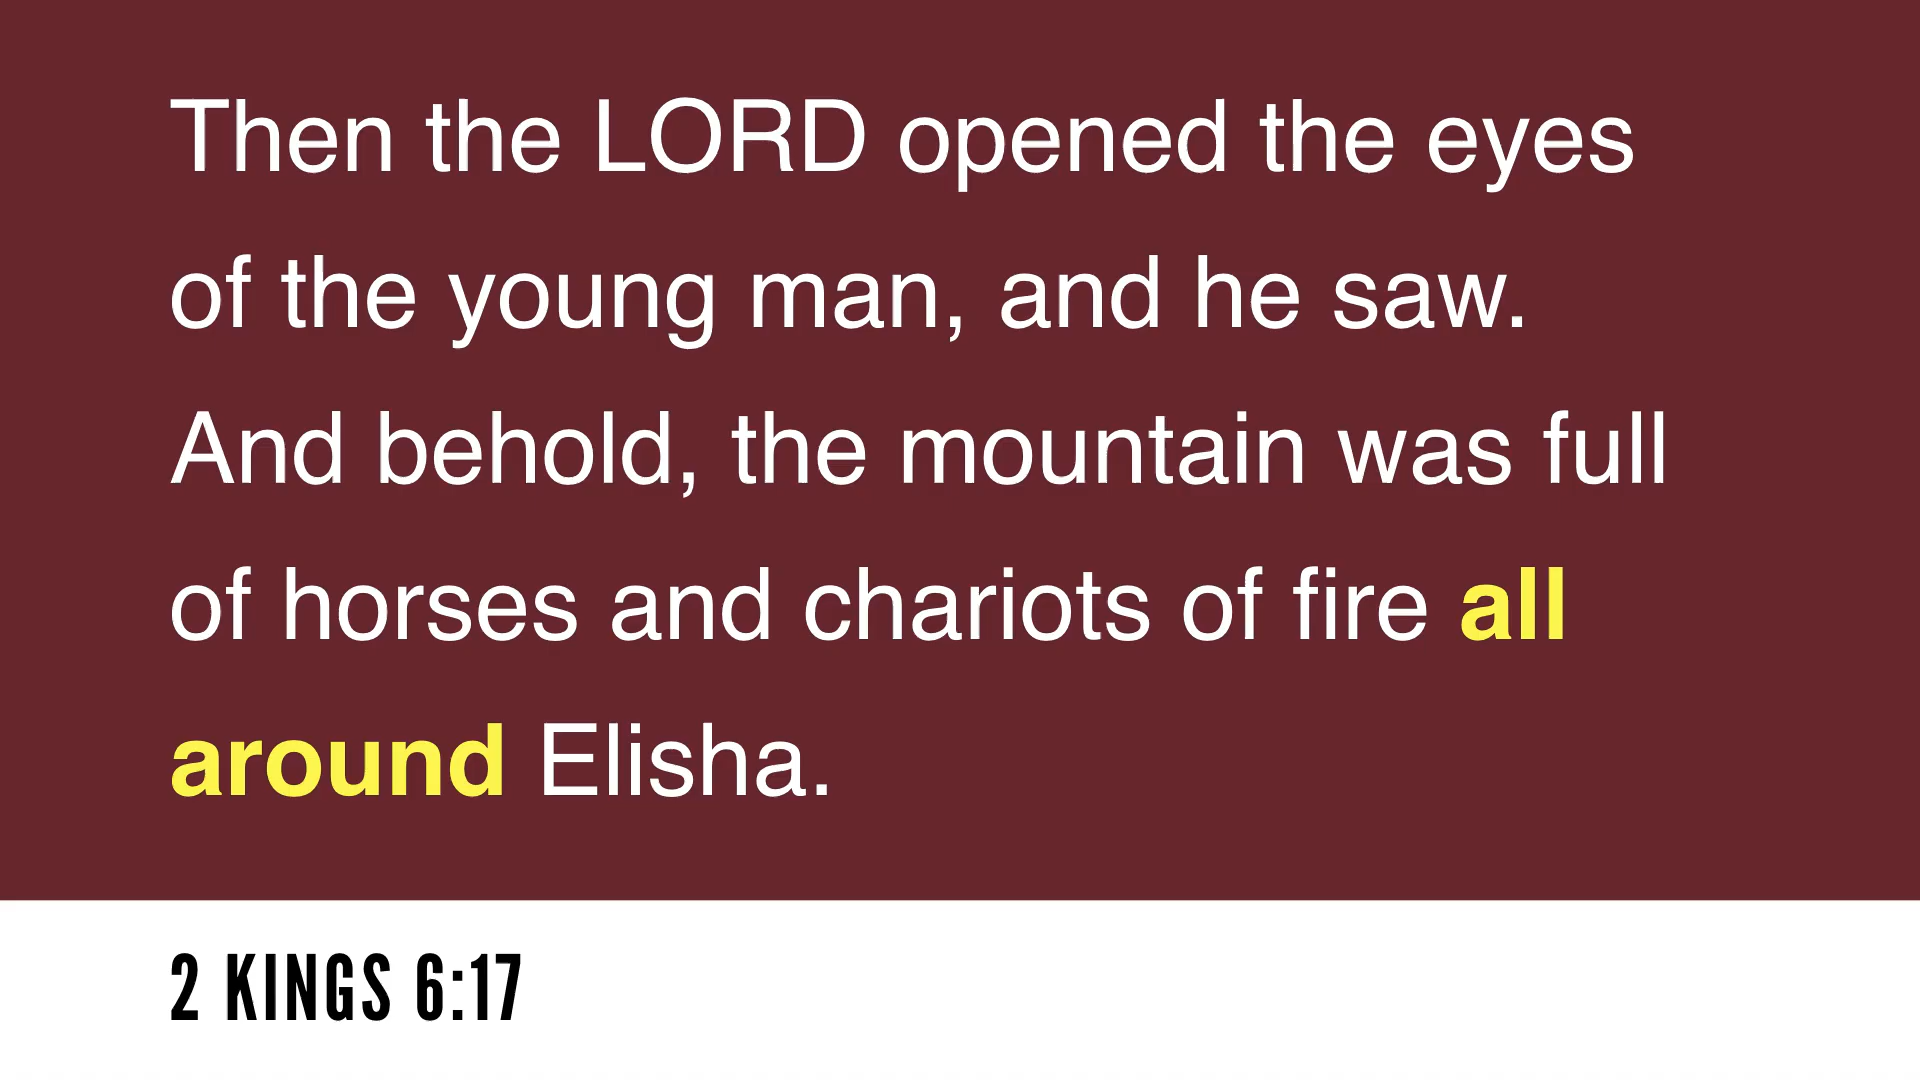 Then the LORD opened the eyes
of the young man, and he saw.
And behold, the mountain was full
of horses and chariots of fire all
around Elisha.
2 KINGS 6:17